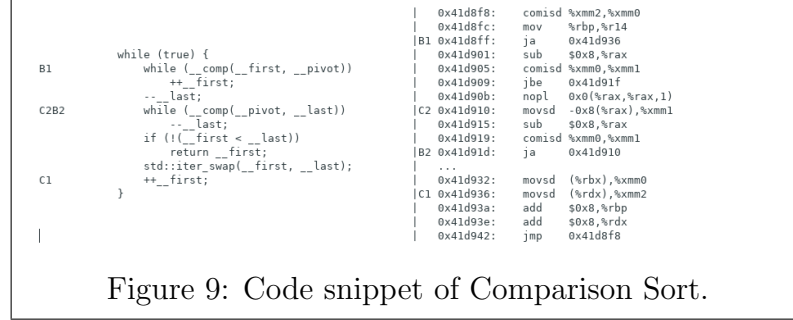 | 0x41d8f8: comisd %xmm2,%xmm0
| 0x41d8fc: mov %rbp,%r14
while (true) { |B1 0x41d8ff: ja 0x41d936
B1 while (__comp(__first, __pivot)) | 0x41d901: sub $0x8,%rax
++__first; | 0x41d905: comisd %xmm0,%xmm1
--__last; | 0x41d909: jbe 0x41d91f
C2B2 while (__comp(__pivot, __last)) | 0x41d90b: nopl 0x0(%rax,%rax,1)
--__last; |C2 0x41d910: movsd -0x8(%rax),%xmm1
if (!(__first < __last)) | 0x41d915: sub $0x8,%rax
return __first; | 0x41d919: comisd %xmm0,%xmm1
std::iter_swap(__first, __last); |B2 0x41d91d: ja 0x41d910
C1 ++__first; | ...
} | 0x41d932: movsd (%rbx),%xmm0
|C1 0x41d936: movsd (%rdx),%xmm2
| 0x41d93a: add $0x8,%rbp
| 0x41d93e: add $0x8,%rdx
| | 0x41d942: jmp 0x41d8f8
Figure 9: Code snippet of Comparison Sort.